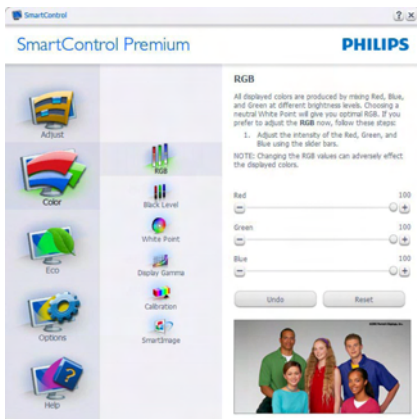 SmartControl
SmartControl Premium
PHILIPS
Adjust
Color
Eco
Options
Help
RGB
Black Level
White Point
Display Gamma
Calibration
SmartImage
RGB
All displayed colors are produced by mixing Red, Blue,
and Green at different brightness levels. Choosing a
neutral White Point will give you optimal RGB. If you
prefer to adjust the RGB now, follow these steps:
1. Adjust the intensity of the Red, Green, and
Blue using the slider bars.
NOTE: Changing the RGB values can adversely effect
the displayed colors.
Red 100
Green 100
Blue 100
Undo Reset